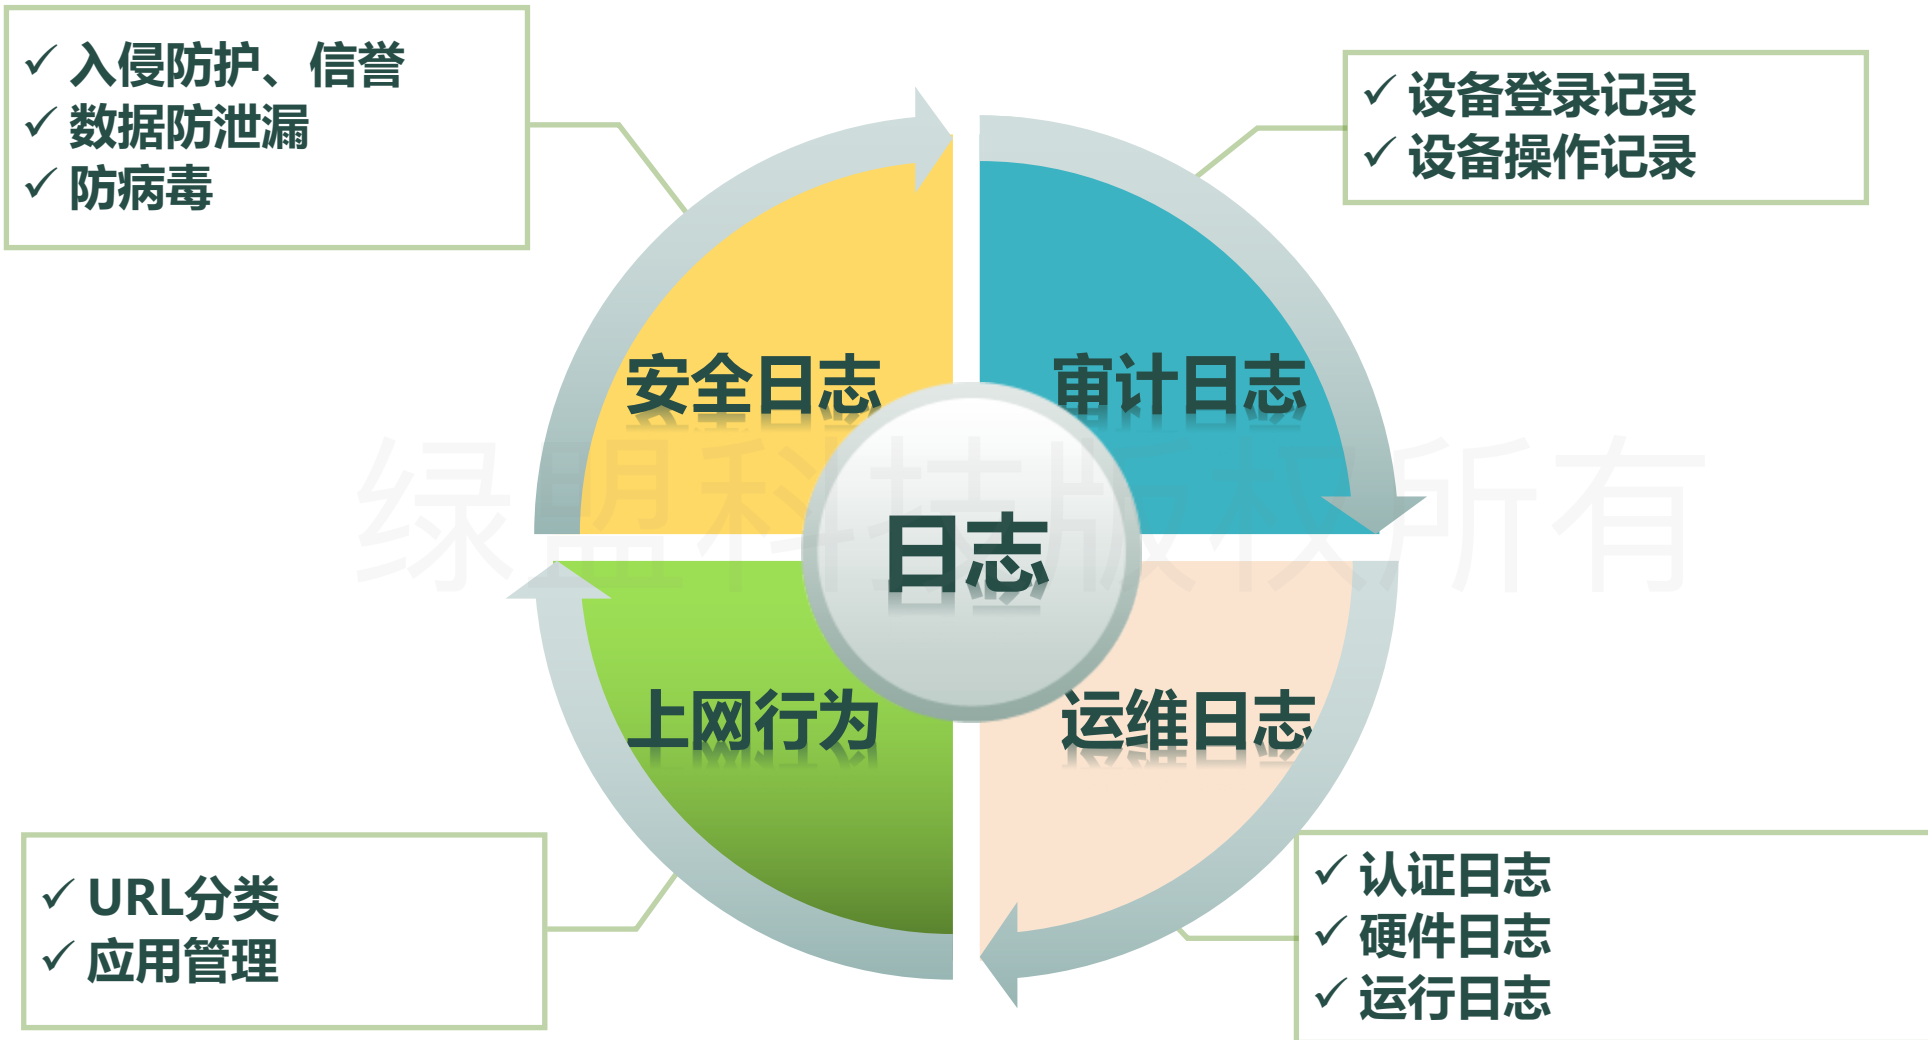 入侵防护、信誉
数据防泄漏
防病毒
设备登录记录
设备操作记录
安全日志
审计日志
绿盟科技版权所有
日志
上网行为
运维日志
URL分类
应用管理
认证日志
硬件日志
运行日志